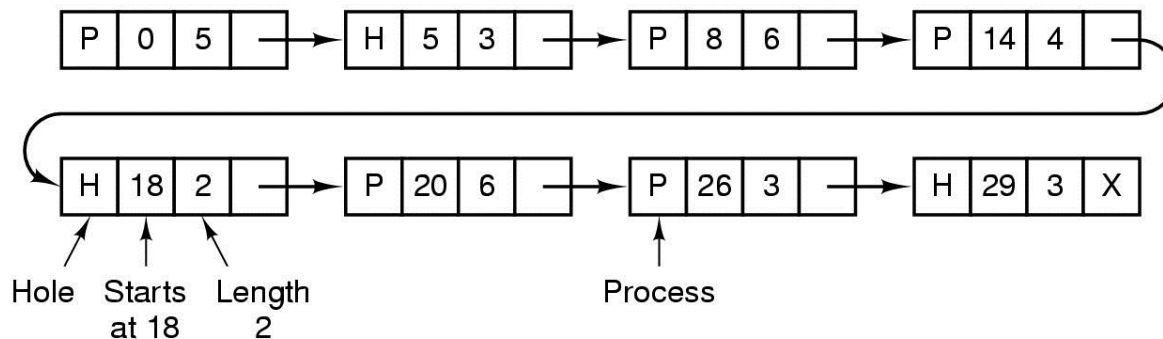 P 0 5 H 5 3 P 8 6 P 14 4
H 18 2 P 20 6 P 26 3 H 29 3 X
Hole Starts Length Process
at 18 2